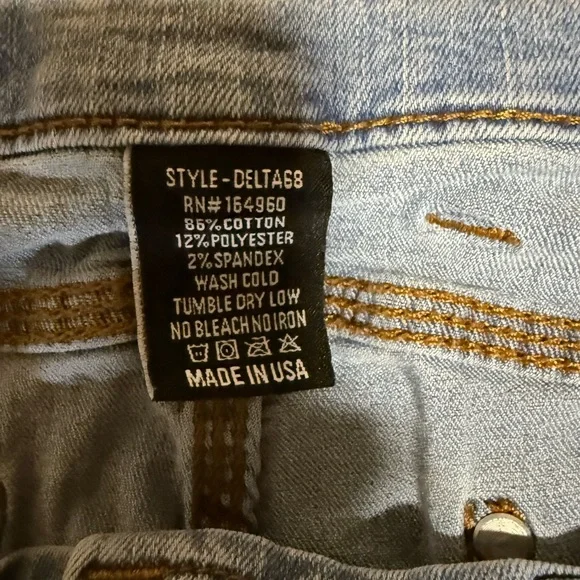 STYLE-DELTA68
RN#164960
86%COTTON
12%POLYESTER
2%SPANDEX
WASH COLD
TUMBLE DRY LOW
NO BLEACH NO IRON
MADE IN USA